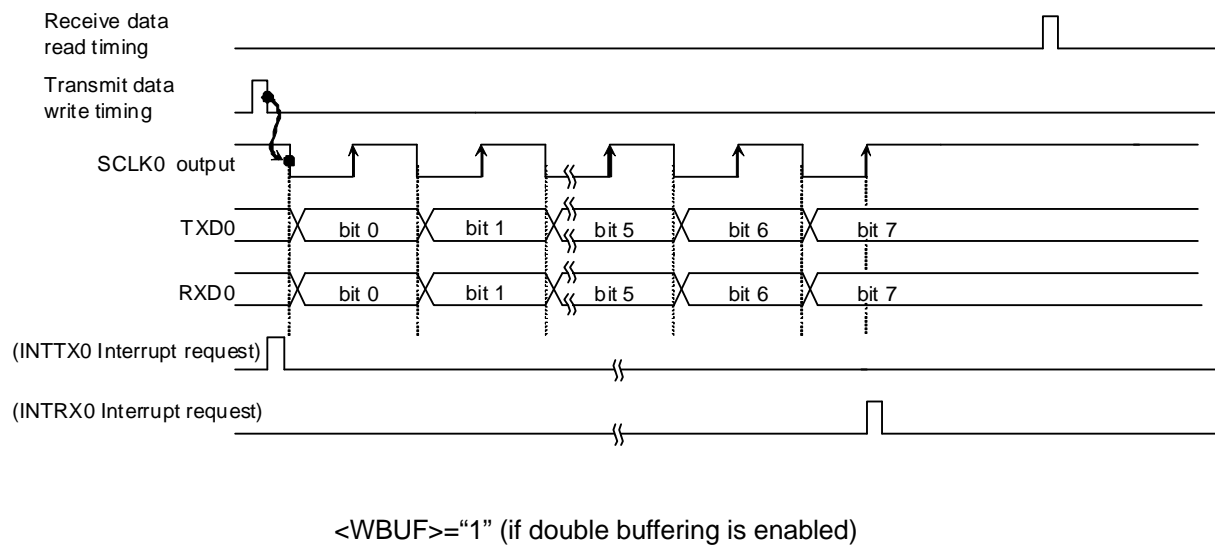 Receive data
read timing
Transmit data
write timing
SCLK0 output
TXD0 bit 0 bit 1 bit 5 bit 6 bit 7
RXD0 bit 0 bit 1 bit 5 bit 6 bit 7
(INTTX0 Interrupt request)
(INTRX0 Interrupt request)
<WBUF>=“1” (if double buffering is enabled)